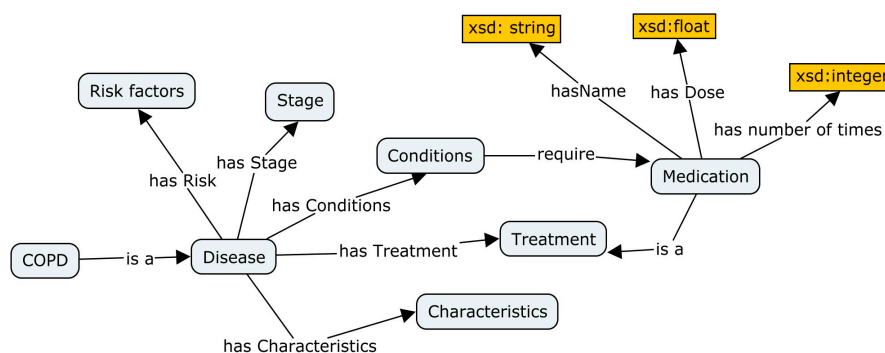 xsd: string
xsd:float
xsd:integer
hasName
has Dose
has number of times
Risk factors
Stage
has Stage
has Risk
Conditions
require
Medication
has Conditions
COPD
is a
Disease
has Treatment
Treatment
is a
Characteristics
has Characteristics